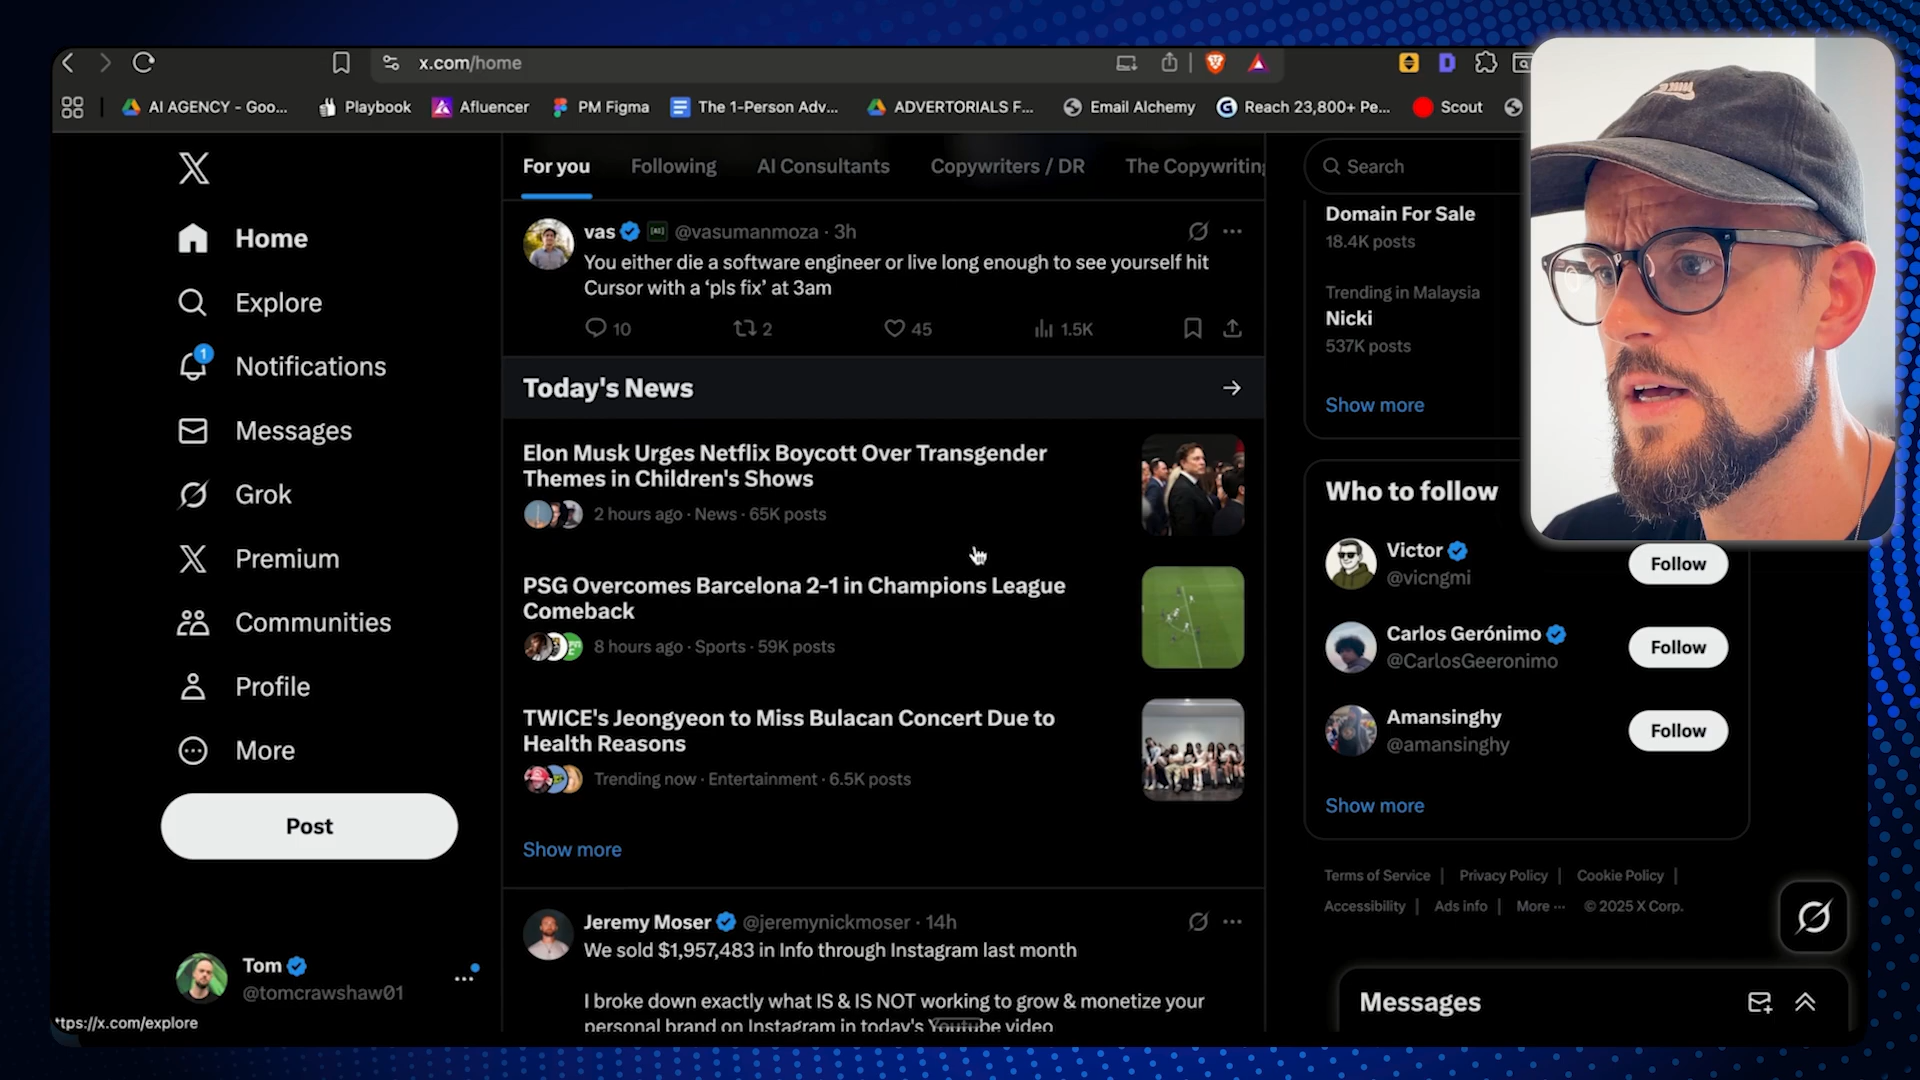 x.com/home
AI AGENCY - Goo...
Playbook
Afluencer
PM Figma
The 1-Person Adv...
ADVERTORIALS F...
Email Alchemy
Reach 23,800+ Pe...
Scout
Home
Explore
1
Notifications
Messages
Grok
Premium
Communities
Profile
More
Post
Tom
@tomcrawshaw01
ttps://x.com/explore
For you
Following
AI Consultants
Copywriters / DR
The Copywriting
vas @vasumanmoza · 3h
You either die a software engineer or live long enough to see yourself hit
Cursor with a ‘pls fix’ at 3am
10
2
45
1.5K
Today's News
Elon Musk Urges Netflix Boycott Over Transgender
Themes in Children's Shows
2 hours ago · News · 65K posts
PSG Overcomes Barcelona 2-1 in Champions League
Comeback
8 hours ago · Sports · 59K posts
TWICE's Jeongyeon to Miss Bulacan Concert Due to
Health Reasons
Trending now · Entertainment · 6.5K posts
Show more
Jeremy Moser @jeremynickmoser · 14h
We sold $1,957,483 in Info through Instagram last month
I broke down exactly what IS & IS NOT working to grow & monetize your
personal brand on Instagram in today's Youtube video
Search
Domain For Sale
18.4K posts
Trending in Malaysia
Nicki
537K posts
Show more
Who to follow
Victor
@vicngmi
Follow
Carlos Gerónimo
@CarlosGeeronimo
Follow
Amansinghy
@amansinghy
Follow
Show more
Terms of Service | Privacy Policy | Cookie Policy |
Accessibility | Ads info | More ··· © 2025 X Corp.
Messages